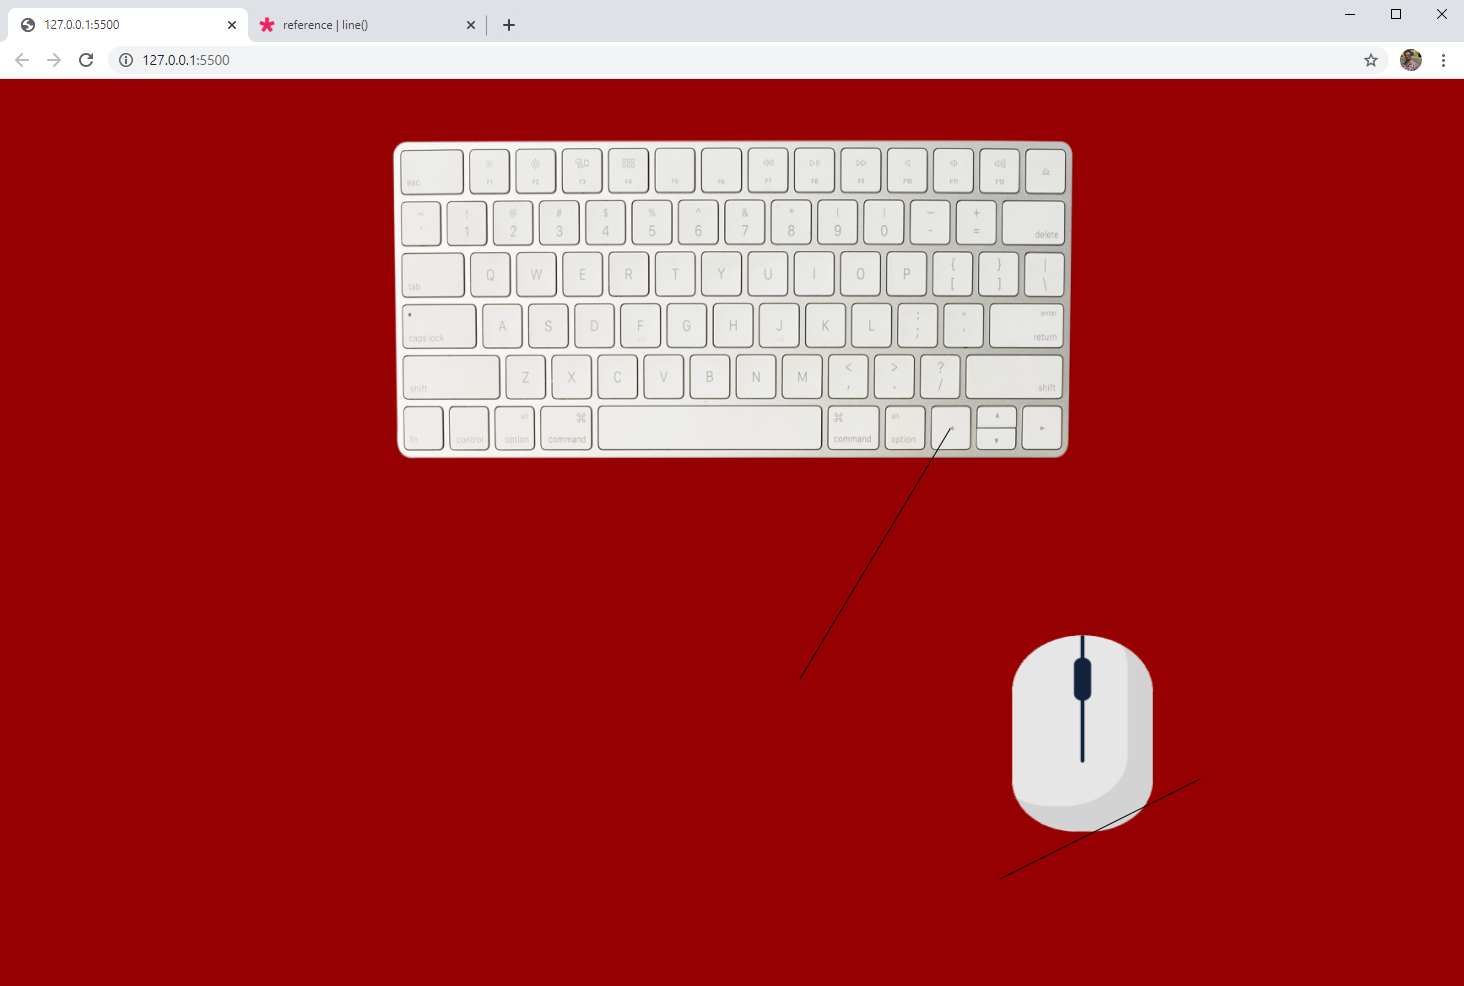 127.0.0.1:5500 reference | line()
127.0.0.1:5500
esc F1 F2 F3 F4 F5 F6 F7 F8 F9 F10 F11 F12
~ ! @ # $ % ^ & * ( ) — +
` 1 2 3 4 5 6 7 8 9 0 - = delete
tab Q W E R T Y U I O P { [ } ] | \
caps lock A S D F G H J K L : ; " ' enter return
shift Z X C V B N M < , > . ? / shift
fn control alt option ⌘ command ⌘ command alt option